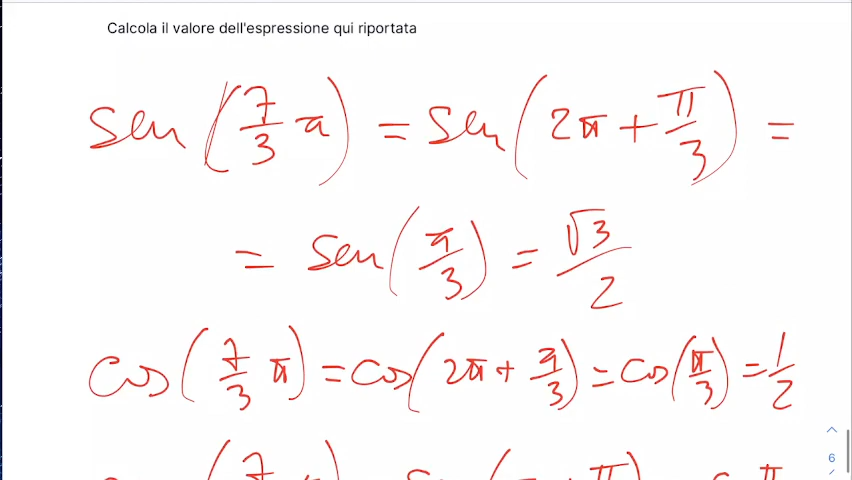 Calcola il valore dell'espressione qui riportata
sen (7/3 π) = sen (2π + π/3) =
= sen (π/3) = √3/2
cos (7/3 π) = cos (2π + π/3) = cos (π/3) = 1/2
6